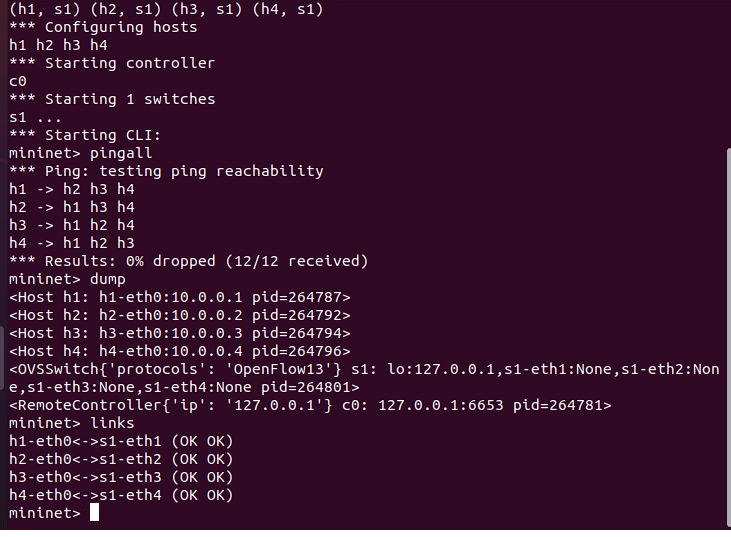 (h1, s1) (h2, s1) (h3, s1) (h4, s1)
*** Configuring hosts
h1 h2 h3 h4
*** Starting controller
c0
*** Starting 1 switches
s1 ...
*** Starting CLI:
mininet> pingall
*** Ping: testing ping reachability
h1 -> h2 h3 h4
h2 -> h1 h3 h4
h3 -> h1 h2 h4
h4 -> h1 h2 h3
*** Results: 0% dropped (12/12 received)
mininet> dump
<Host h1: h1-eth0:10.0.0.1 pid=264787>
<Host h2: h2-eth0:10.0.0.2 pid=264792>
<Host h3: h3-eth0:10.0.0.3 pid=264794>
<Host h4: h4-eth0:10.0.0.4 pid=264796>
<OVSSwitch{'protocols': 'OpenFlow13'} s1: lo:127.0.0.1,s1-eth1:None,s1-eth2:Non
e,s1-eth3:None,s1-eth4:None pid=264801>
<RemoteController{'ip': '127.0.0.1'} c0: 127.0.0.1:6653 pid=264781>
mininet> links
h1-eth0<->s1-eth1 (OK OK)
h2-eth0<->s1-eth2 (OK OK)
h3-eth0<->s1-eth3 (OK OK)
h4-eth0<->s1-eth4 (OK OK)
mininet>